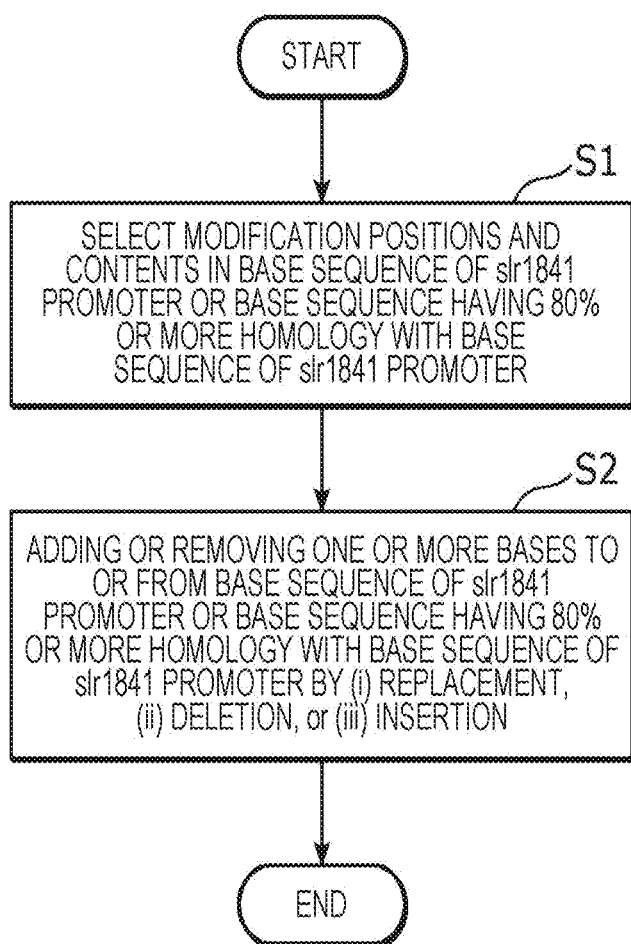 START
S1
SELECT MODIFICATION POSITIONS AND
CONTENTS IN BASE SEQUENCE OF slr1841
PROMOTER OR BASE SEQUENCE HAVING 80%
OR MORE HOMOLOGY WITH BASE
SEQUENCE OF slr1841 PROMOTER
S2
ADDING OR REMOVING ONE OR MORE BASES TO
OR FROM BASE SEQUENCE OF slr1841
PROMOTER OR BASE SEQUENCE HAVING 80%
OR MORE HOMOLOGY WITH BASE SEQUENCE OF
slr1841 PROMOTER BY (i) REPLACEMENT,
(ii) DELETION, or (iii) INSERTION
END